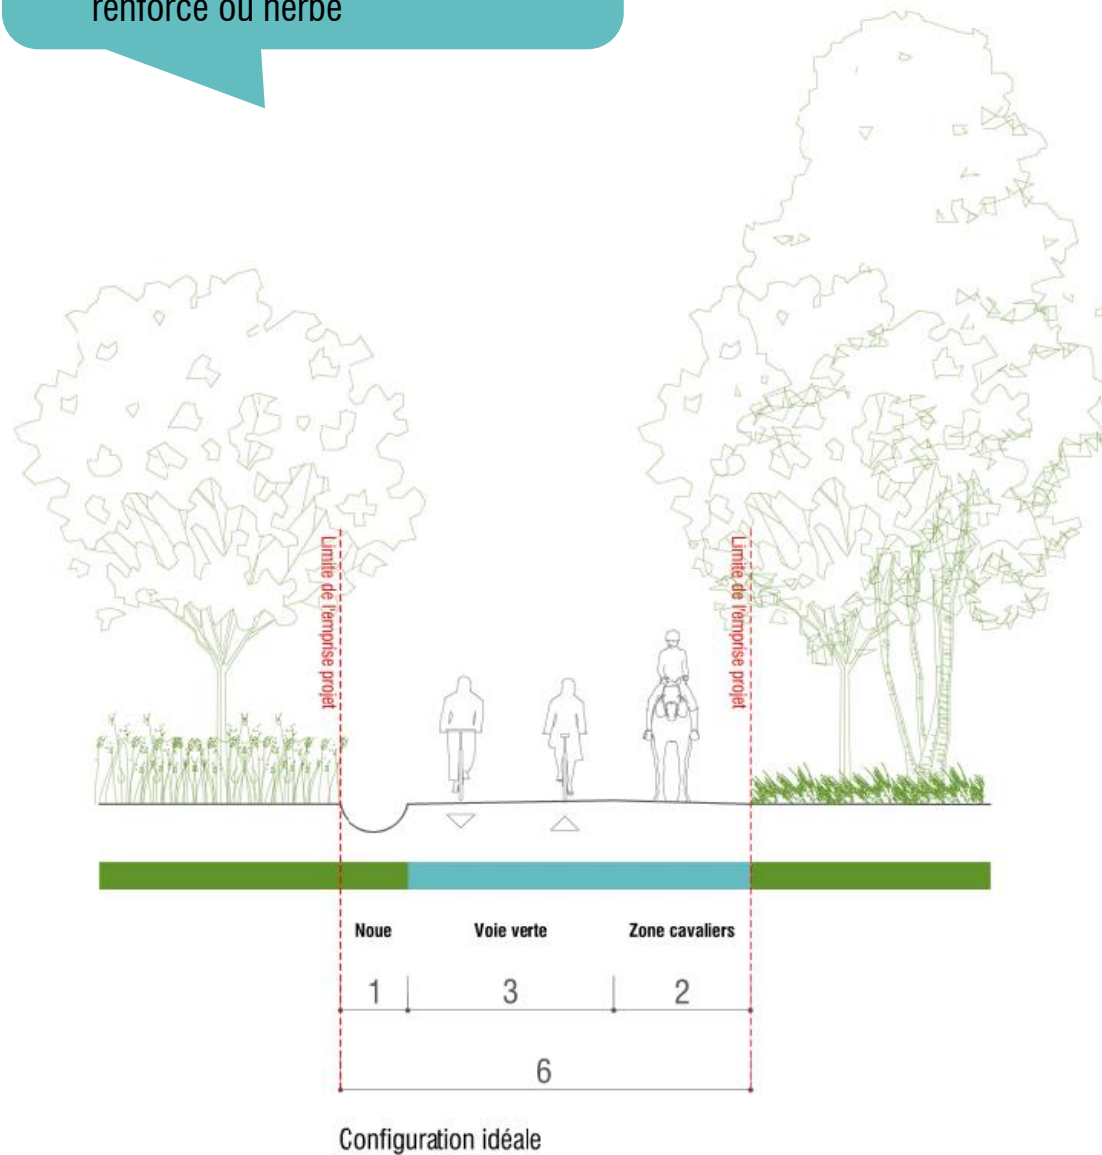 renforcé ou herbé
Limite de l'emprise projet
Limite de l'emprise projet
Noue
Voie verte
Zone cavaliers
1
3
2
6
Configuration idéale